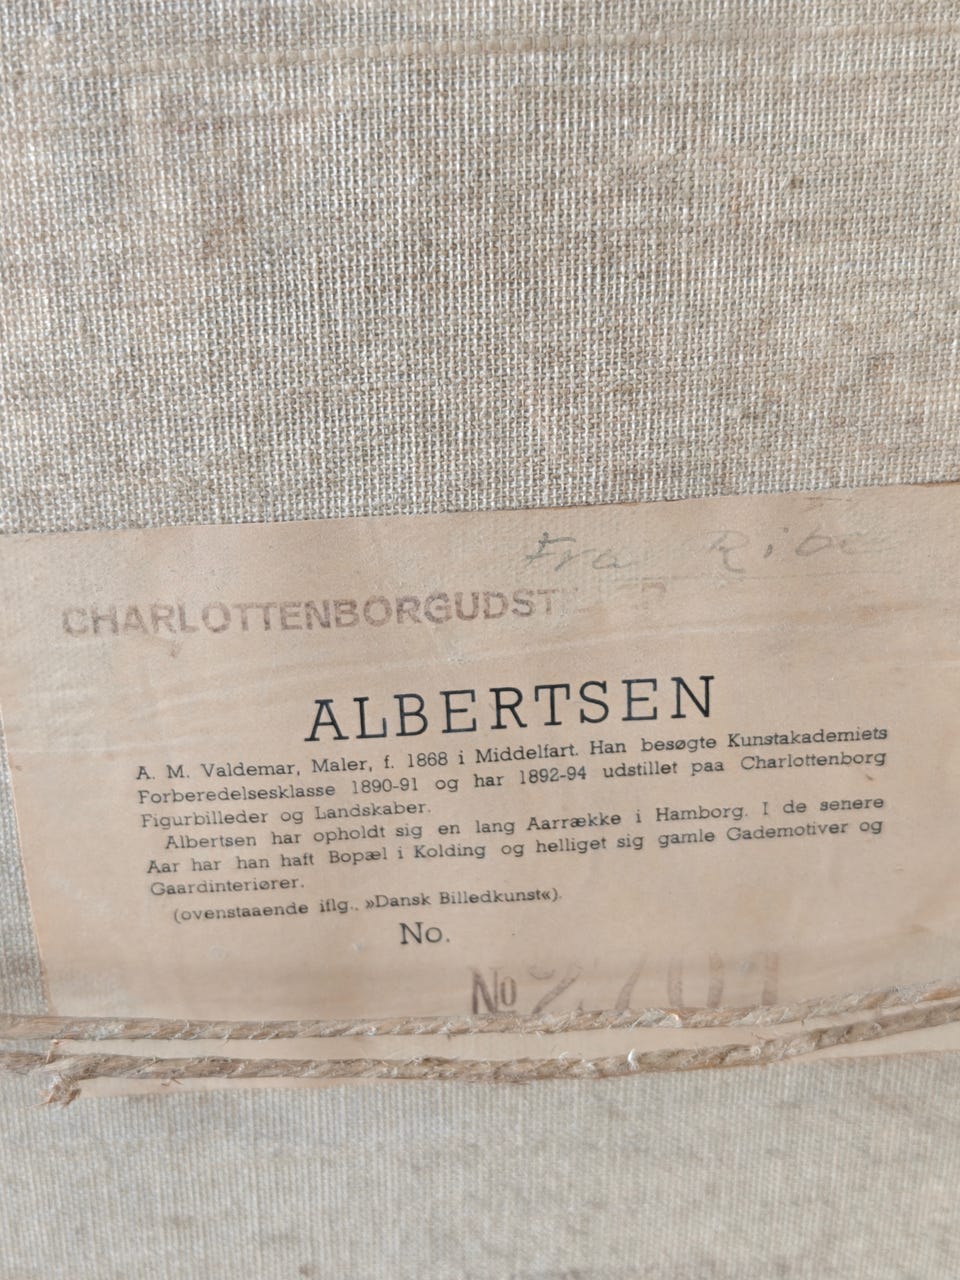 Fra Ribe
CHARLOTTENBORGUDST
ALBERTSEN
A. M. Valdemar, Maler, f. 1868 i Middelfart. Han besøgte Kunstakademiets
Forberedelsesklasse 1890-91 og har 1892-94 udstillet paa Charlottenborg
Figurbilleder og Landskaber.
Albertsen har opholdt sig en lang Aarrække i Hamborg. I de senere
Aar har han haft Bopæl i Kolding og helliget sig gamle Gademotiver og
Gaardinteriører.
(ovenstaaende iflg., »Dansk Billedkunst«).
No.
No 2701